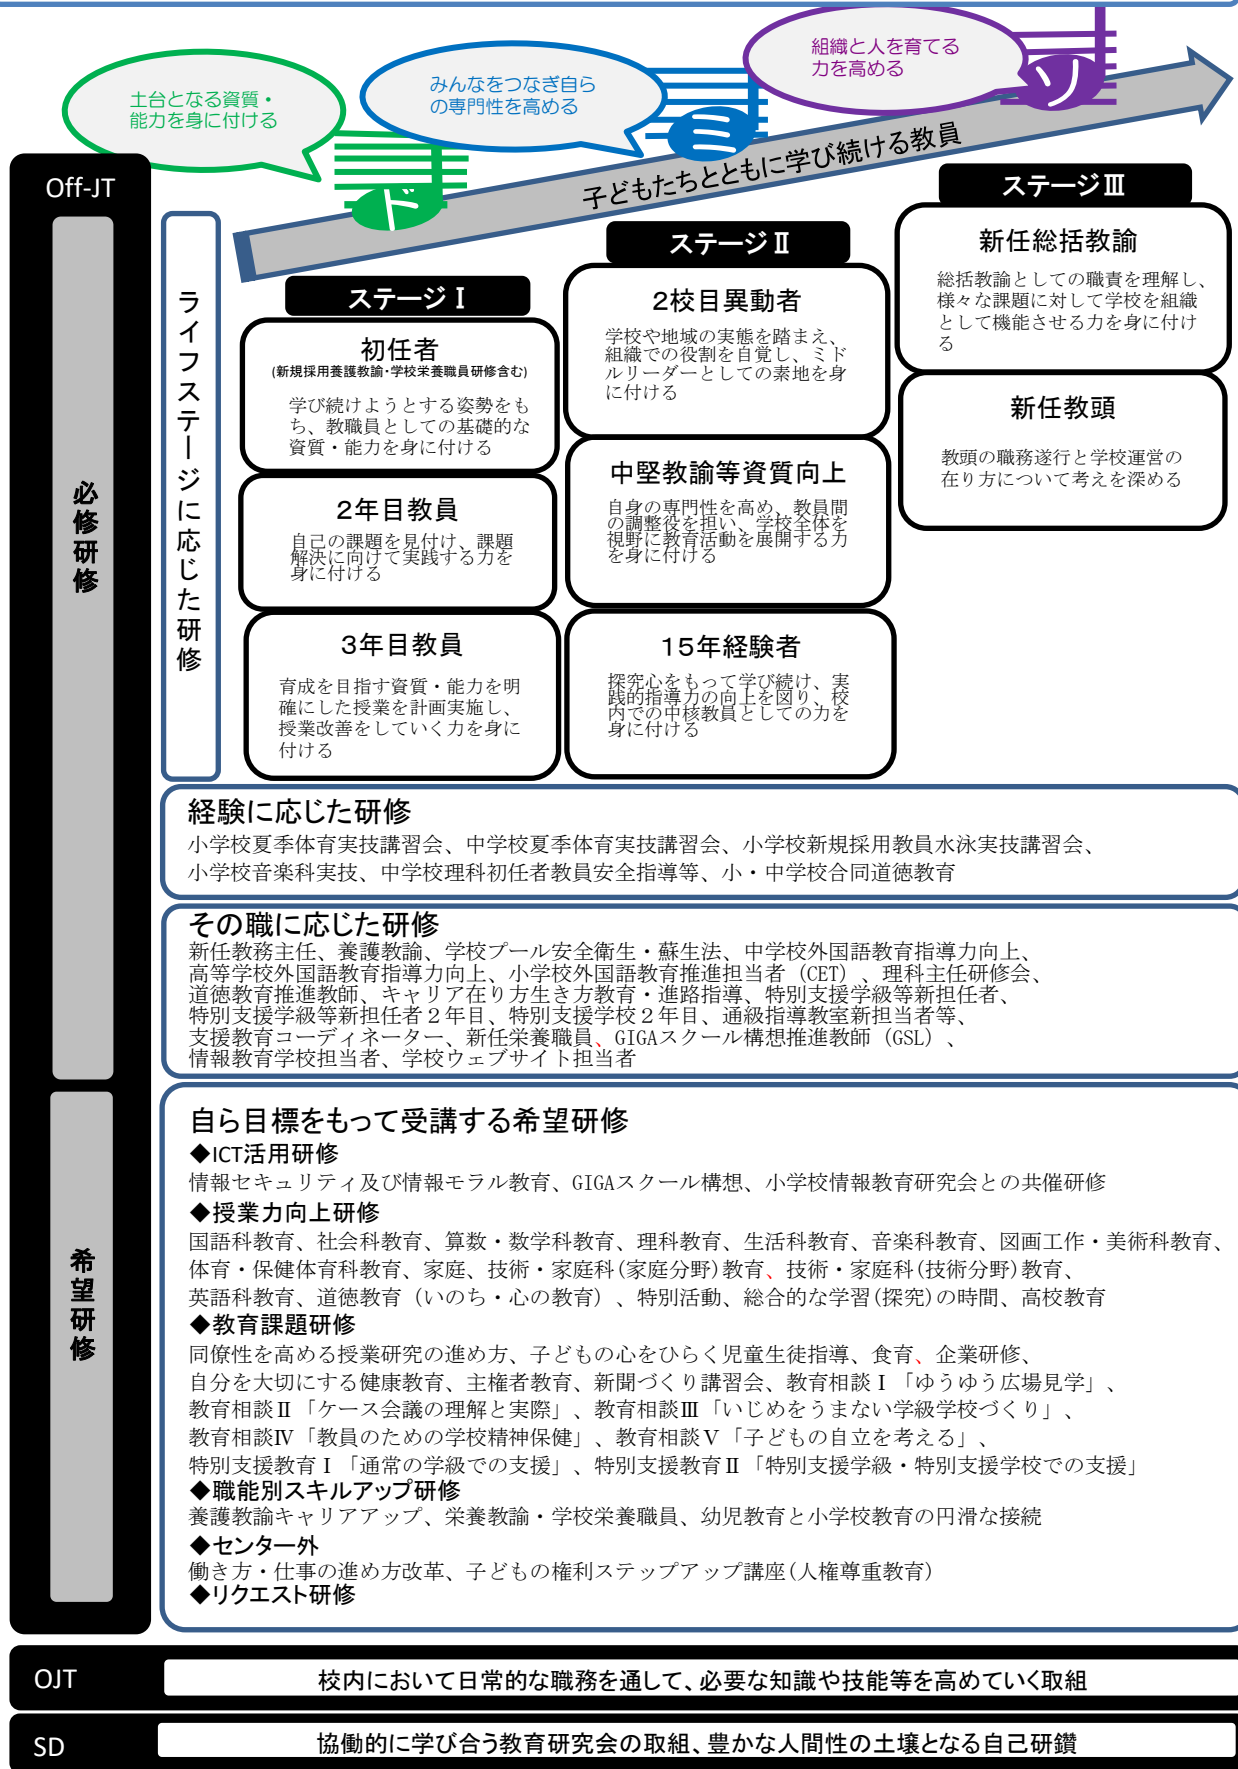 組織と人を育てる
力を高める
みんなをつなぎ自ら
の専門性を高める
土台となる資質・
能力を身に付ける
ド
ミ
ソ
子どもたちとともに学び続ける教員
Off-JT
必修研修
ライフステージに応じた研修
ステージⅠ
初任者
(新規採用養護教諭・学校栄養職員研修含む)
学び続けようとする姿勢をも
ち、教職員としての基礎的な
資質・能力を身に付ける
2年目教員
自己の課題を見付け、課題
解決に向けて実践する力を
身に付ける
3年目教員
育成を目指す資質・能力を明
確にした授業を計画実施し、
授業改善をしていく力を身に
付ける
ステージⅡ
2校目異動者
学校や地域の実態を踏まえ、
組織での役割を自覚し、ミド
ルリーダーとしての素地を身
に付ける
中堅教諭等資質向上
自身の専門性を高め、教員間
の調整役を担い、学校全体を
視野に教育活動を展開する力
を身に付ける
15年経験者
探究心をもって学び続け、実
践的指導力の向上を図り、校
内での中核教員としての力を
身に付ける
ステージⅢ
新任総括教諭
総括教諭としての職責を理解し、
様々な課題に対して学校を組織
として機能させる力を身に付け
る
新任教頭
教頭の職務遂行と学校運営の
在り方について考えを深める
経験に応じた研修
小学校夏季体育実技講習会、中学校夏季体育実技講習会、小学校新規採用教員水泳実技講習会、
小学校音楽科実技、中学校理科初任者教員安全指導等、小・中学校合同道徳教育
その職に応じた研修
新任教務主任、養護教諭、学校プール安全衛生・蘇生法、中学校外国語教育指導力向上、
高等学校外国語教育指導力向上、小学校外国語教育推進担当者（CET）、理科主任研修会、
道徳教育推進教師、キャリア在り方生き方教育・進路指導、特別支援学級等新担任者、
特別支援学級等新担任者２年目、特別支援学校２年目、通級指導教室新担当者等、
支援教育コーディネーター、新任栄養職員、GIGAスクール構想推進教師（GSL）、
情報教育学校担当者、学校ウェブサイト担当者
希望研修
自ら目標をもって受講する希望研修
◆ICT活用研修
情報セキュリティ及び情報モラル教育、GIGAスクール構想、小学校情報教育研究会との共催研修
◆授業力向上研修
国語科教育、社会科教育、算数・数学科教育、理科教育、生活科教育、音楽科教育、図画工作・美術科教育、
体育・保健体育科教育、家庭、技術・家庭科(家庭分野)教育、技術・家庭科(技術分野)教育、
英語科教育、道徳教育（いのち・心の教育）、特別活動、総合的な学習(探究)の時間、高校教育
◆教育課題研修
同僚性を高める授業研究の進め方、子どもの心をひらく児童生徒指導、食育、企業研修、
自分を大切にする健康教育、主権者教育、新聞づくり講習会、教育相談Ⅰ「ゆうゆう広場見学」、
教育相談Ⅱ「ケース会議の理解と実際」、教育相談Ⅲ「いじめをうまない学級学校づくり」、
教育相談Ⅳ「教員のための学校精神保健」、教育相談Ⅴ「子どもの自立を考える」、
特別支援教育Ⅰ「通常の学級での支援」、特別支援教育Ⅱ「特別支援学級・特別支援学校での支援」
◆職能別スキルアップ研修
養護教諭キャリアアップ、栄養教諭・学校栄養職員、幼児教育と小学校教育の円滑な接続
◆センター外
働き方・仕事の進め方改革、子どもの権利ステップアップ講座(人権尊重教育)
◆リクエスト研修
OJT
校内において日常的な職務を通して、必要な知識や技能等を高めていく取組
SD
協働的に学び合う教育研究会の取組、豊かな人間性の土壌となる自己研鑽